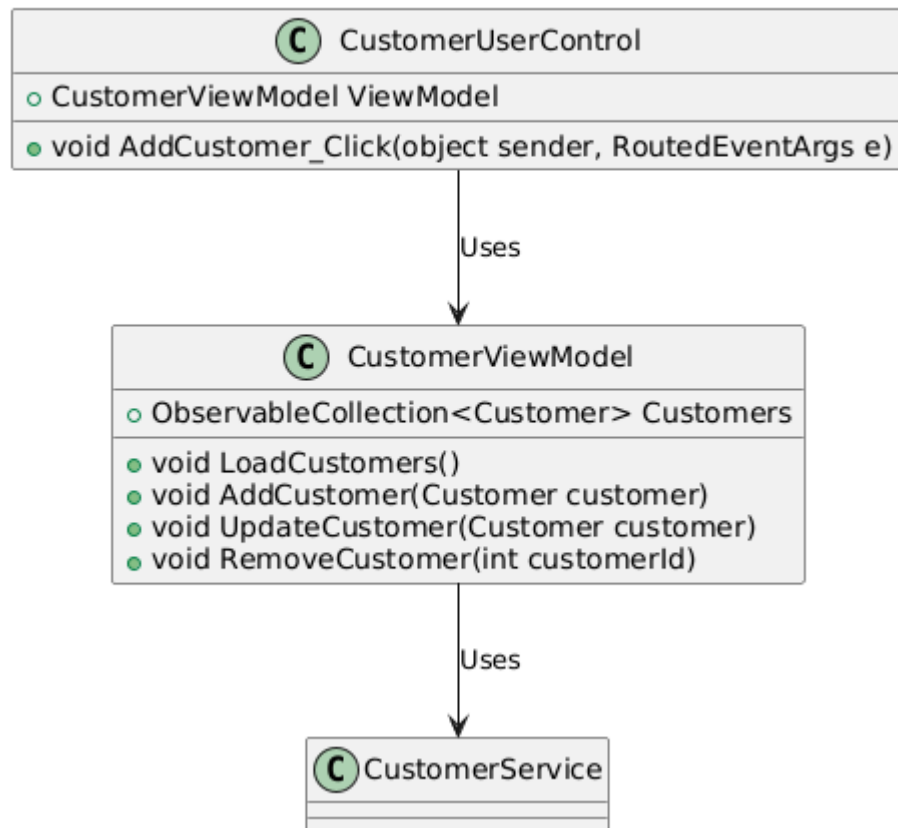 C CustomerUserControl
CustomerViewModel ViewModel
void AddCustomer_Click(object sender, RoutedEventArgs e)
Uses
C CustomerViewModel
ObservableCollection<Customer> Customers
void LoadCustomers()
void AddCustomer(Customer customer)
void UpdateCustomer(Customer customer)
void RemoveCustomer(int customerId)
Uses
C CustomerService